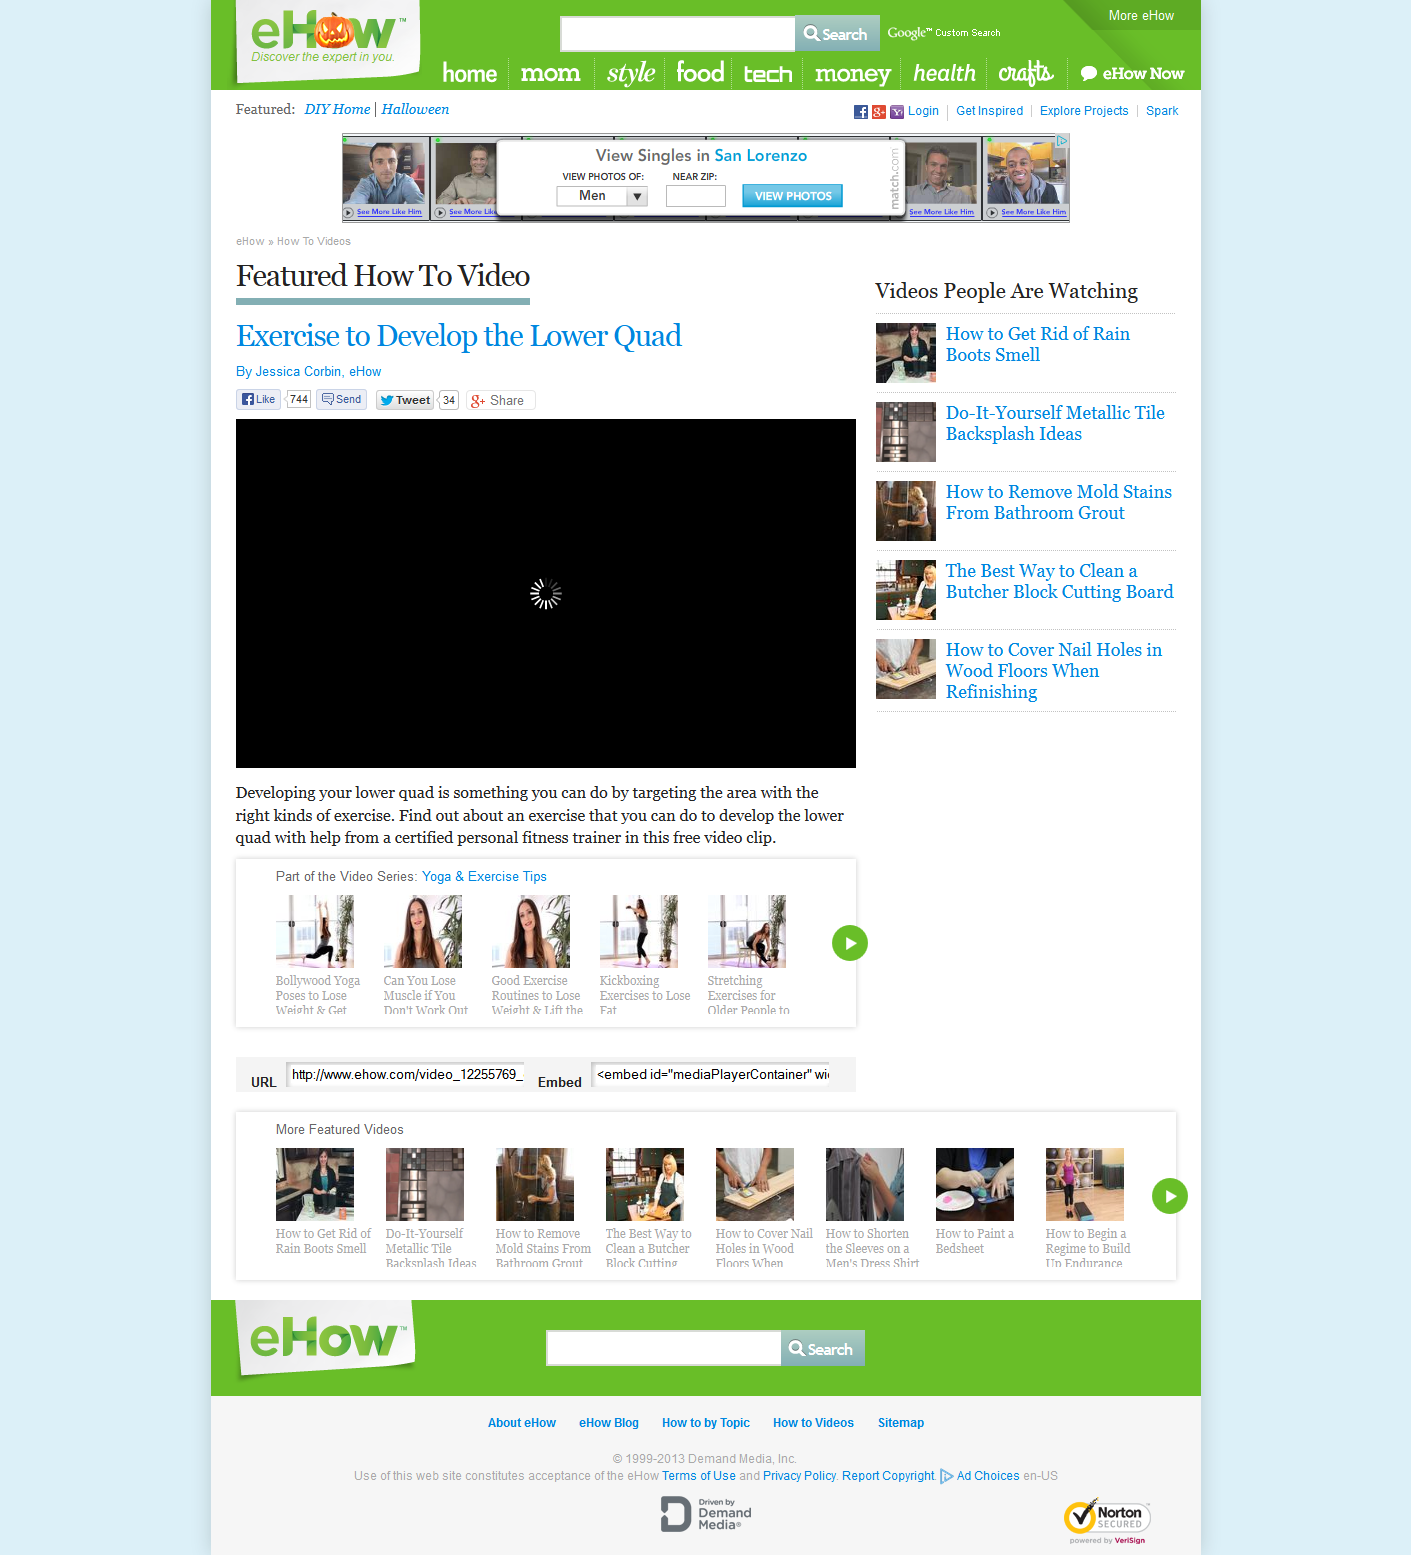 eHow™
Discover the expert in you.
Search
Google™ Custom Search
More eHow
home
mom
style
food
tech
money
health
crafts
eHow Now
Featured: DIY Home | Halloween
Login | Get Inspired | Explore Projects | Spark
View Singles in San Lorenzo
VIEW PHOTOS OF:
NEAR ZIP:
Men
VIEW PHOTOS
match.com
See More Like Him
See More Lik
See More Like Him
See More Like Him
eHow » How To Videos
Featured How To Video
Exercise to Develop the Lower Quad
By Jessica Corbin, eHow
Like 744 Send Tweet 34 Share
Developing your lower quad is something you can do by targeting the area with the
right kinds of exercise. Find out about an exercise that you can do to develop the lower
quad with help from a certified personal fitness trainer in this free video clip.
Videos People Are Watching
How to Get Rid of Rain
Boots Smell
Do-It-Yourself Metallic Tile
Backsplash Ideas
How to Remove Mold Stains
From Bathroom Grout
The Best Way to Clean a
Butcher Block Cutting Board
How to Cover Nail Holes in
Wood Floors When
Refinishing
Part of the Video Series: Yoga & Exercise Tips
Bollywood Yoga
Poses to Lose
Weight & Get
Can You Lose
Muscle if You
Don't Work Out
Good Exercise
Routines to Lose
Weight & Lift the
Kickboxing
Exercises to Lose
Fat
Stretching
Exercises for
Older People to
URL http://www.ehow.com/video_12255769_
Embed <embed id="mediaPlayerContainer" wi
More Featured Videos
How to Get Rid of
Rain Boots Smell
Do-It-Yourself
Metallic Tile
Backsplash Ideas
How to Remove
Mold Stains From
Bathroom Grout
The Best Way to
Clean a Butcher
Block Cutting
How to Cover Nail
Holes in Wood
Floors When
How to Shorten
the Sleeves on a
Men's Dress Shirt
How to Paint a
Bedsheet
How to Begin a
Regime to Build
Up Endurance
eHow™
Search
About eHow
eHow Blog
How to by Topic
How to Videos
Sitemap
© 1999-2013 Demand Media, Inc.
Use of this web site constitutes acceptance of the eHow Terms of Use and Privacy Policy. Report Copyright. Ad Choices en-US
Driven by
Demand
Media®
Norton
SECURED
powered by VeriSign